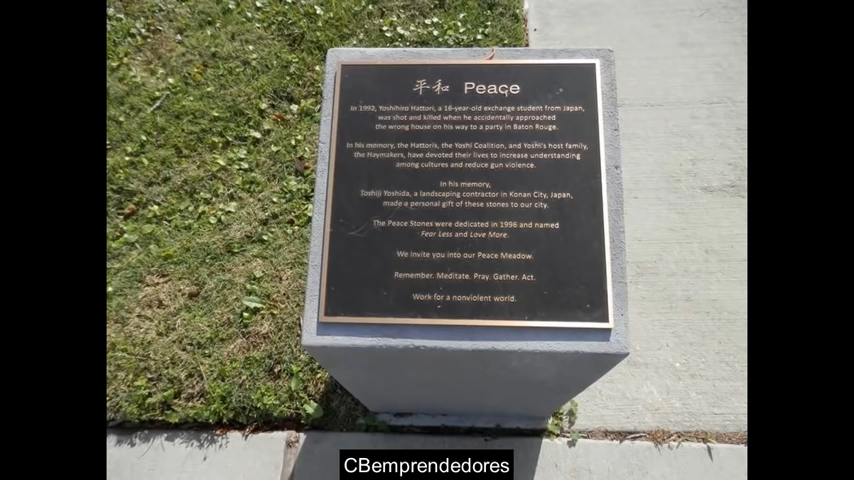 平和 Peace
In 1992, Yoshihiro Hattori, a 16-year-old exchange student from Japan,
was shot and killed when he accidentally approached
the wrong house on his way to a party in Baton Rouge.
In his memory, the Hattoris, the Yoshi Coalition, and Yoshi's host family,
the Haymakers, have devoted their lives to increase understanding
among cultures and reduce gun violence.
In his memory,
Toshiji Yoshida, a landscaping contractor in Konan City, Japan,
made a personal gift of these stones to our city.
The Peace Stones were dedicated in 1996 and named
Fear Less and Love More.
We invite you into our Peace Meadow.
Remember. Meditate. Pray. Gather. Act.
Work for a nonviolent world.
CBemprendedores